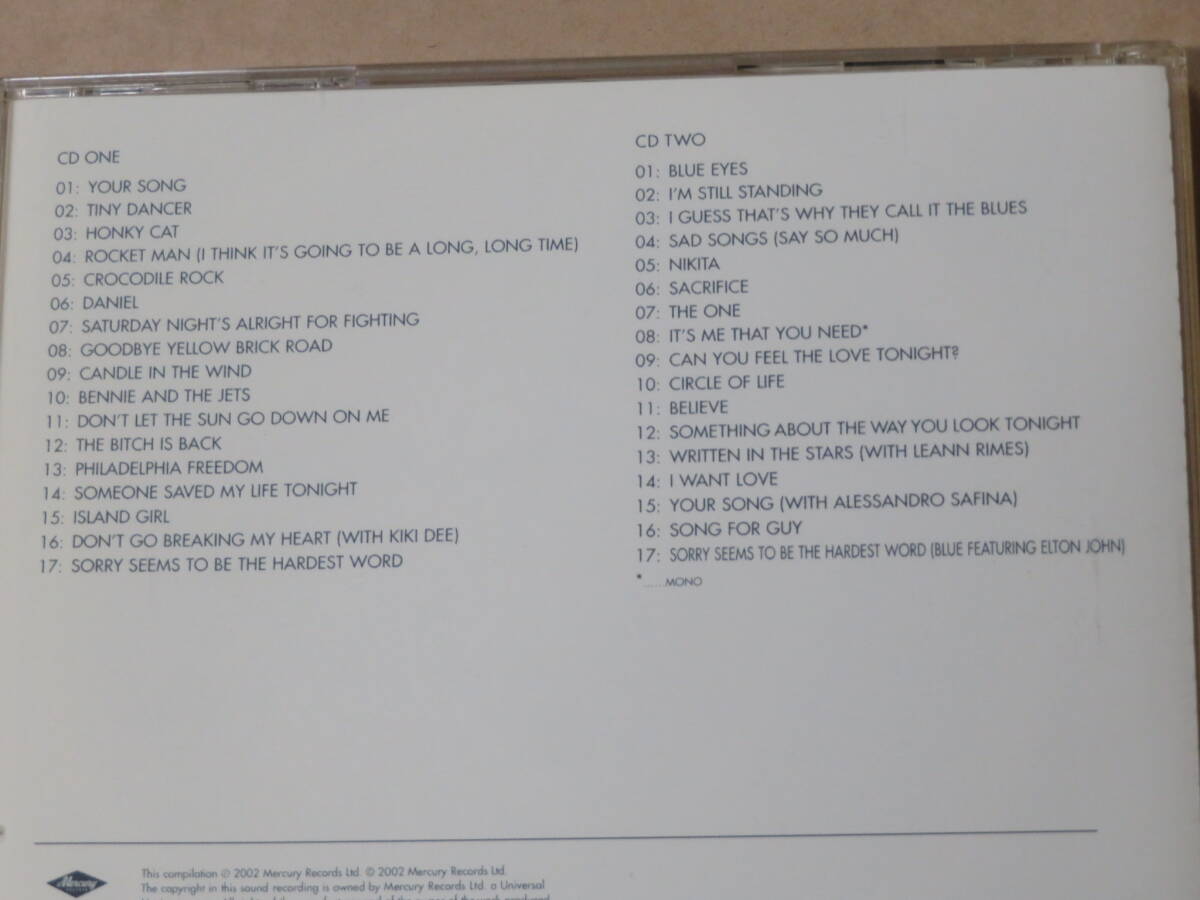 CD ONE
01: YOUR SONG
02: TINY DANCER
03: HONKY CAT
04: ROCKET MAN (I THINK IT'S GOING TO BE A LONG, LONG TIME)
05: CROCODILE ROCK
06: DANIEL
07: SATURDAY NIGHT'S ALRIGHT FOR FIGHTING
08: GOODBYE YELLOW BRICK ROAD
09: CANDLE IN THE WIND
10: BENNIE AND THE JETS
11: DON'T LET THE SUN GO DOWN ON ME
12: THE BITCH IS BACK
13: PHILADELPHIA FREEDOM
14: SOMEONE SAVED MY LIFE TONIGHT
15: ISLAND GIRL
16: DON'T GO BREAKING MY HEART (WITH KIKI DEE)
17: SORRY SEEMS TO BE THE HARDEST WORD
CD TWO
01: BLUE EYES
02: I'M STILL STANDING
03: I GUESS THAT'S WHY THEY CALL IT THE BLUES
04: SAD SONGS (SAY SO MUCH)
05: NIKITA
06: SACRIFICE
07: THE ONE
08: IT'S ME THAT YOU NEED*
09: CAN YOU FEEL THE LOVE TONIGHT?
10: CIRCLE OF LIFE
11: BELIEVE
12: SOMETHING ABOUT THE WAY YOU LOOK TONIGHT
13: WRITTEN IN THE STARS (WITH LEANN RIMES)
14: I WANT LOVE
15: YOUR SONG (WITH ALESSANDRO SAFINA)
16: SONG FOR GUY
17: SORRY SEEMS TO BE THE HARDEST WORD (BLUE FEATURING ELTON JOHN)
*......MONO
Mercury
This compilation ℗ 2002 Mercury Records Ltd. © 2002 Mercury Records Ltd.
The copyright in this sound recording is owned by Mercury Records Ltd. a Universal